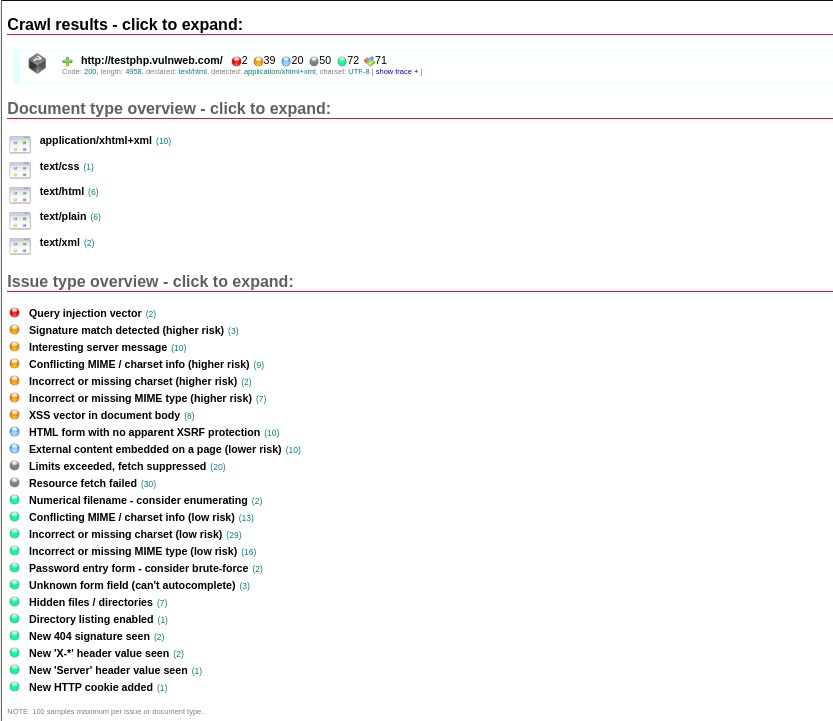 Crawl results - click to expand:
http://testphp.vulnweb.com/ 2 39 20 50 72 71
Code: 200, length: 4958, declared: text/html, detected: application/xhtml+xml, charset: UTF-8 [ show trace + ]
Document type overview - click to expand:
application/xhtml+xml (10)
text/css (1)
text/html (6)
text/plain (6)
text/xml (2)
Issue type overview - click to expand:
Query injection vector (2)
Signature match detected (higher risk) (3)
Interesting server message (10)
Conflicting MIME / charset info (higher risk) (9)
Incorrect or missing charset (higher risk) (2)
Incorrect or missing MIME type (higher risk) (7)
XSS vector in document body (8)
HTML form with no apparent XSRF protection (10)
External content embedded on a page (lower risk) (10)
Limits exceeded, fetch suppressed (20)
Resource fetch failed (30)
Numerical filename - consider enumerating (2)
Conflicting MIME / charset info (low risk) (13)
Incorrect or missing charset (low risk) (29)
Incorrect or missing MIME type (low risk) (16)
Password entry form - consider brute-force (2)
Unknown form field (can't autocomplete) (3)
Hidden files / directories (7)
Directory listing enabled (1)
New 404 signature seen (2)
New 'X-*' header value seen (2)
New 'Server' header value seen (1)
New HTTP cookie added (1)
NOTE: 100 samples maximum per issue or document type.